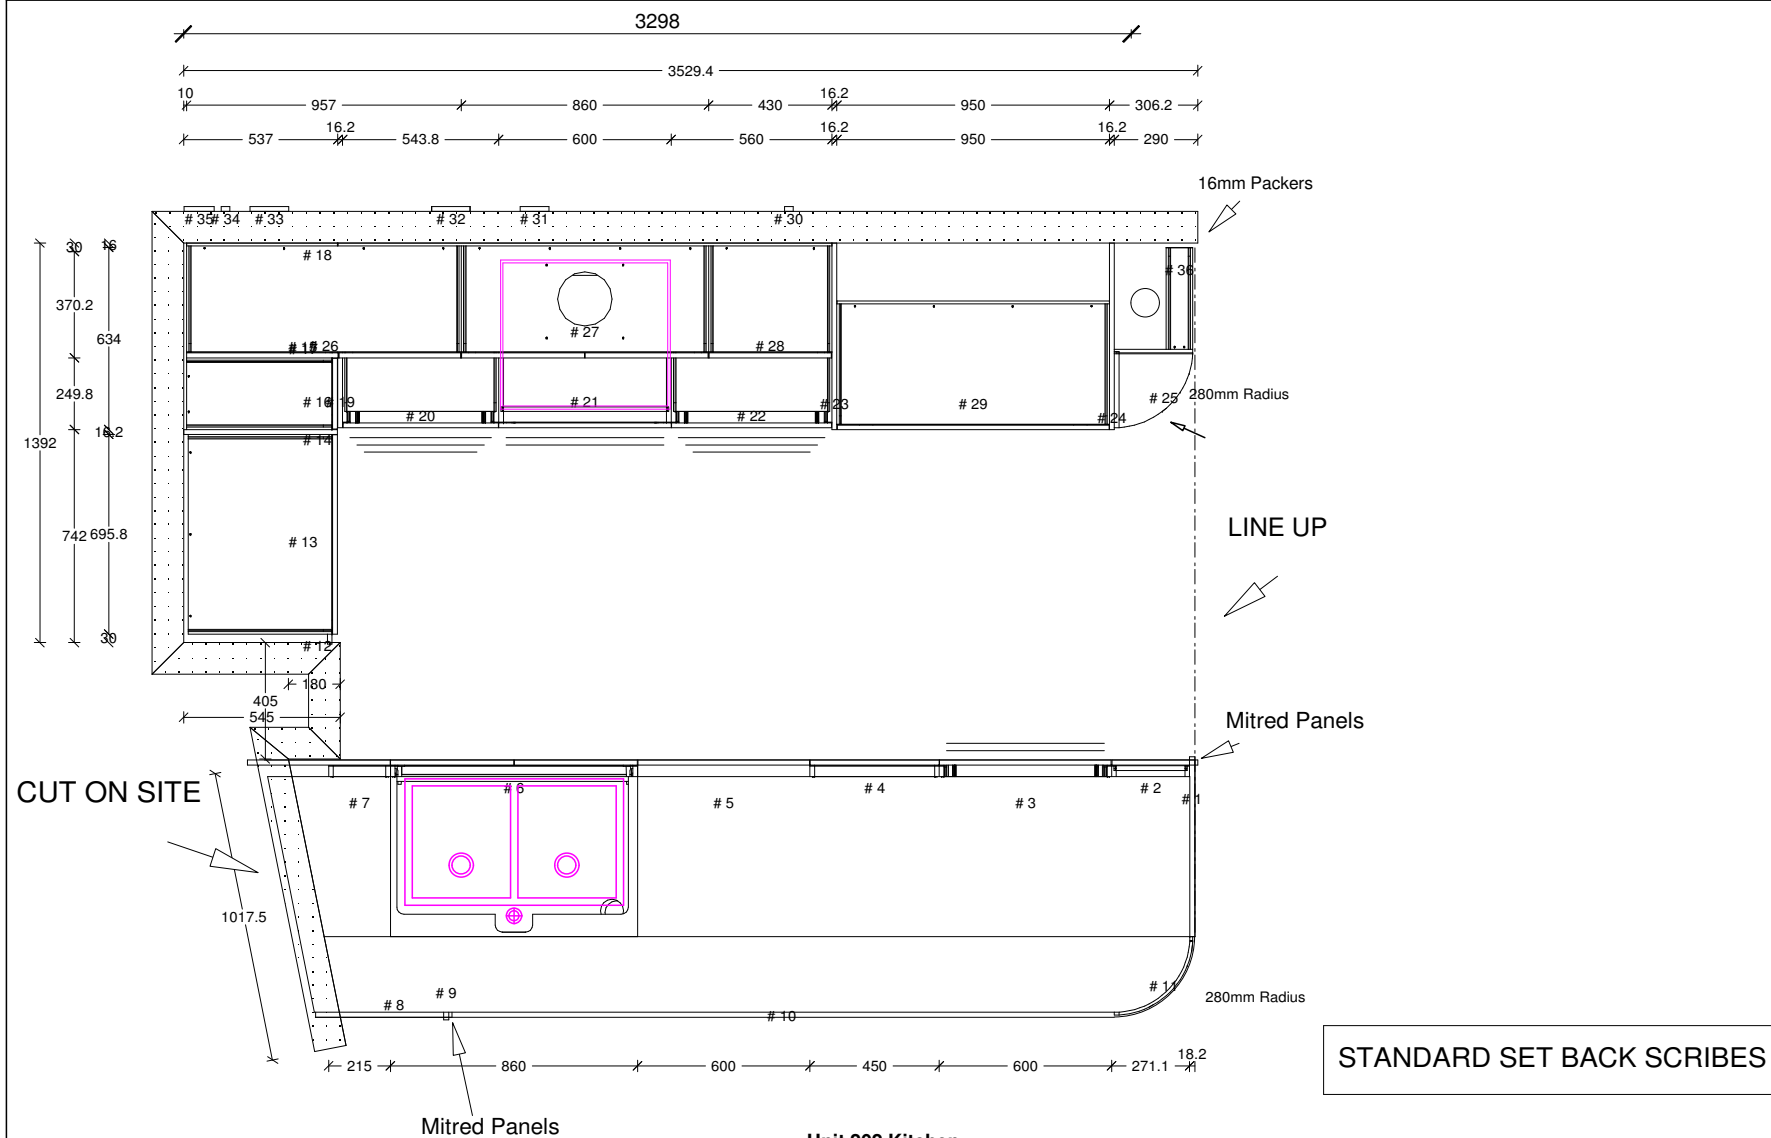 3298
3529.4
10 957 860 430 16.2 950 306.2
537 16.2 543.8 600 560 16.2 950 16.2 290
16mm Packers
# 35 # 34 # 33 # 32 # 31 # 30
30 16
# 18
# 36
370.2
634
# 27
# 26 # 28
249.8
# 16 # 19 # 20 # 21 # 22 # 23 # 29 # 24 # 25 280mm Radius
1392 16.2
# 14
742 695.8
# 13
LINE UP
30
# 12
180
405
545
Mitred Panels
CUT ON SITE
# 7 # 6 # 5 # 4 # 3 # 2 # 1
1017.5
# 8 # 9 # 10 # 11
280mm Radius
215 860 600 450 600 271.1 18.2
STANDARD SET BACK SCRIBES
Mitred Panels